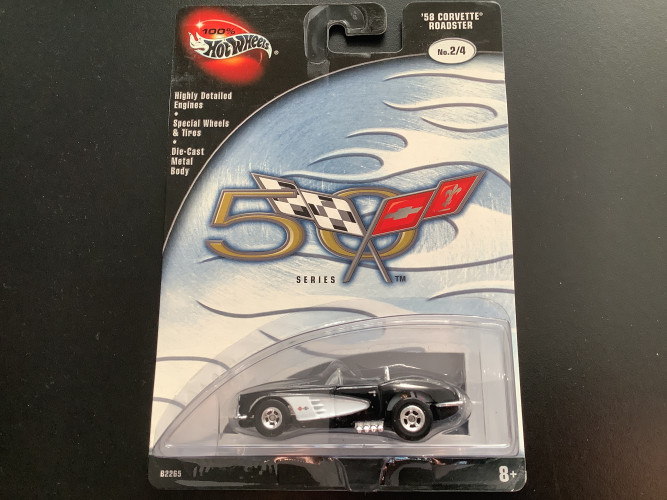 100%
Hot Wheels®
'58 CORVETTE®
ROADSTER
No.2/4
Highly Detailed
Engines
•
Special Wheels
& Tires
•
Die-Cast
Metal
Body
50
SERIES ™
B2265
8+